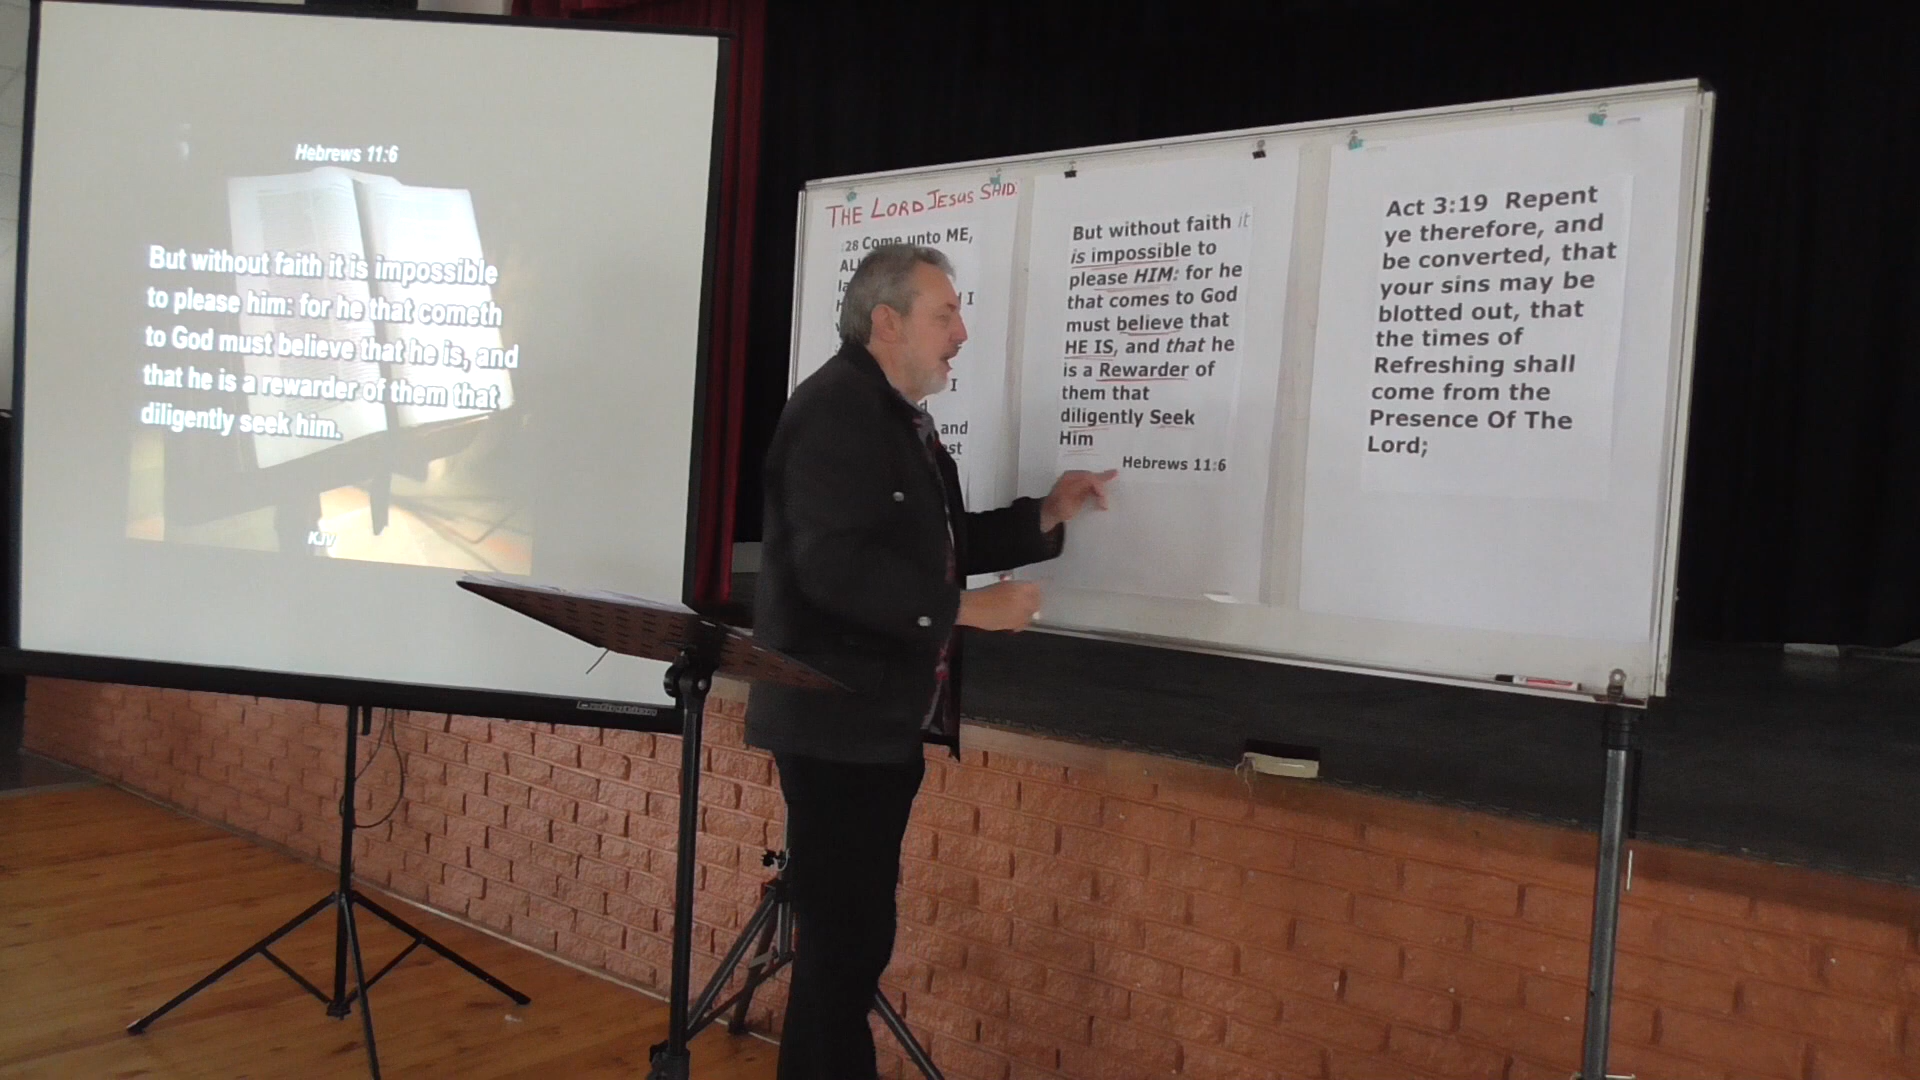 Hebrews 11:6
But without faith it is impossible
to please him: for he that cometh
to God must believe that he is, and
that he is a rewarder of them that
diligently seek him.
KJV
THE LORD JESUS SAID:
28 Come unto ME,
I
I
and
But without faith it
is impossible to
please HIM: for he
that comes to God
must believe that
HE IS, and that he
is a Rewarder of
them that
diligently Seek
Him
Hebrews 11:6
Act 3:19 Repent
ye therefore, and
be converted, that
your sins may be
blotted out, that
the times of
Refreshing shall
come from the
Presence Of The
Lord;